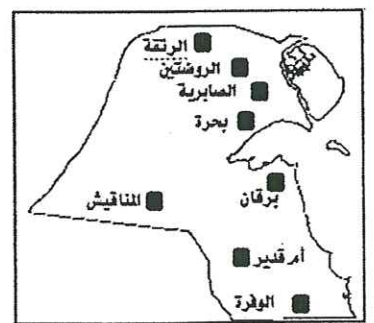 الرتقة
الروضتين
الصابرية
بحرة
برقان
المناقيش
أم قدير
الوفرة